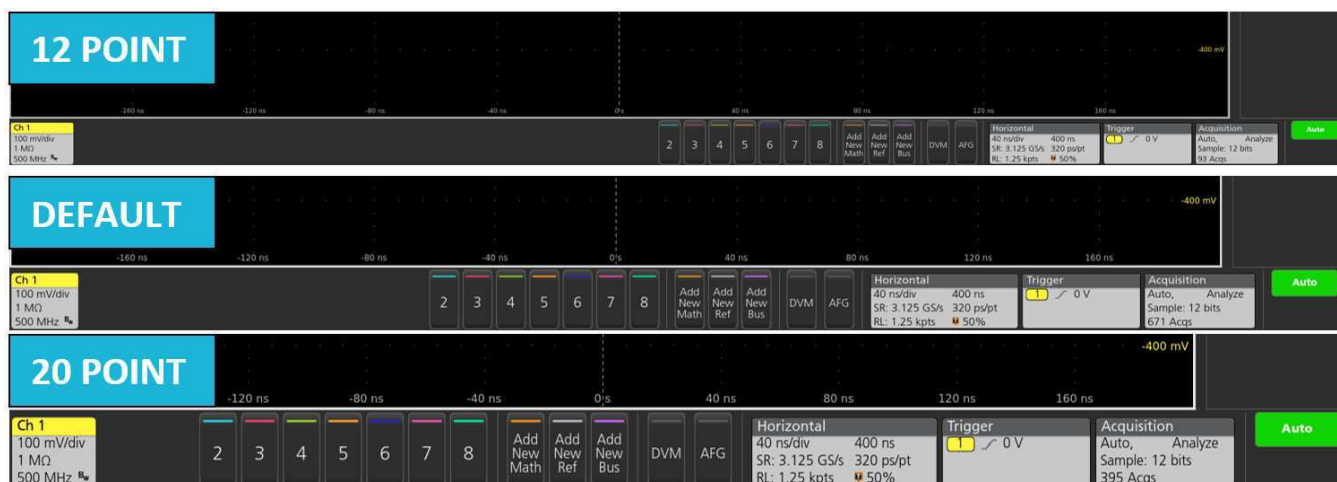 12 POINT
-400 mV
-160 ns -120 ns -80 ns -40 ns 0 s 40 ns 80 ns 120 ns 160 ns
Ch 1
100 mV/div
1 MΩ
500 MHz
2 3 4 5 6 7 8
Add New Math
Add New Ref
Add New Bus
DVM
AFG
Horizontal
40 ns/div 400 ns
SR: 3.125 GS/s 320 ps/pt
RL: 1.25 kpts 50%
Trigger
1 0 V
Acquisition
Auto, Analyze
Sample: 12 bits
93 Acqs
Auto
DEFAULT
-400 mV
-160 ns -120 ns -80 ns -40 ns 0 s 40 ns 80 ns 120 ns 160 ns
Ch 1
100 mV/div
1 MΩ
500 MHz
2 3 4 5 6 7 8
Add New Math
Add New Ref
Add New Bus
DVM
AFG
Horizontal
40 ns/div 400 ns
SR: 3.125 GS/s 320 ps/pt
RL: 1.25 kpts 50%
Trigger
1 0 V
Acquisition
Auto, Analyze
Sample: 12 bits
671 Acqs
Auto
20 POINT
-400 mV
-120 ns -80 ns -40 ns 0 s 40 ns 80 ns 120 ns 160 ns
Ch 1
100 mV/div
1 MΩ
500 MHz
2 3 4 5 6 7 8
Add New Math
Add New Ref
Add New Bus
DVM
AFG
Horizontal
40 ns/div 400 ns
SR: 3.125 GS/s 320 ps/pt
RL: 1.25 kpts 50%
Trigger
1 0 V
Acquisition
Auto, Analyze
Sample: 12 bits
395 Acqs
Auto